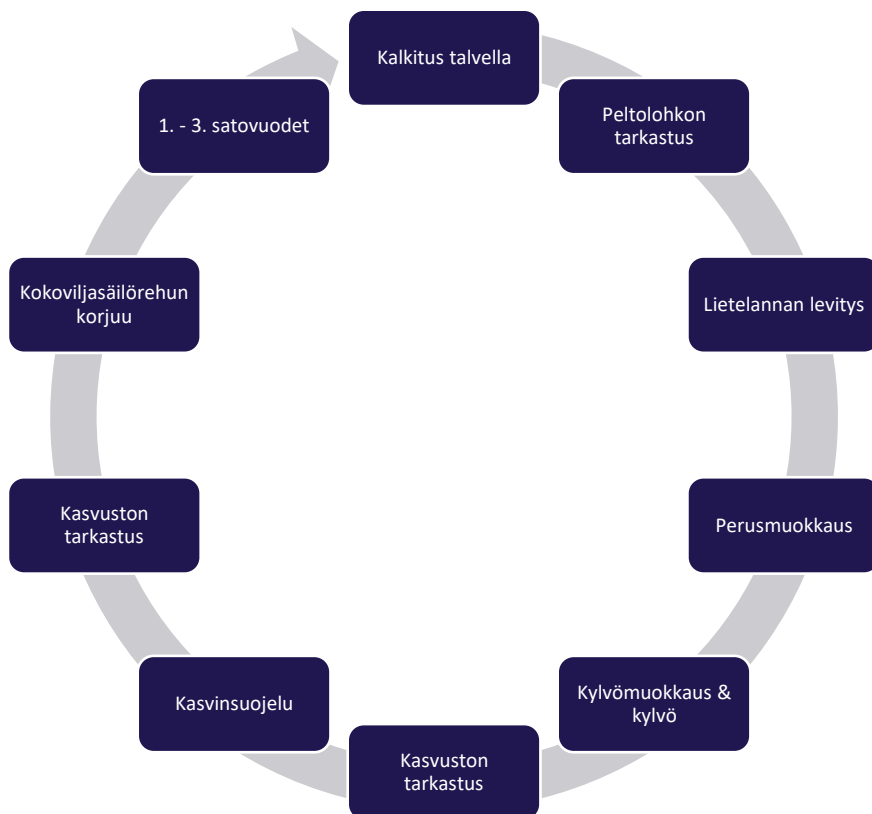 Kalkitus talvella
Peltolohkon
tarkastus
Lietelannan levitys
Perusmuokkaus
Kylvömuokkaus &
kylvö
Kasvuston
tarkastus
Kasvinsuojelu
Kasvuston
tarkastus
Kokoviljasäilörehun
korjuu
1. - 3. satovuodet